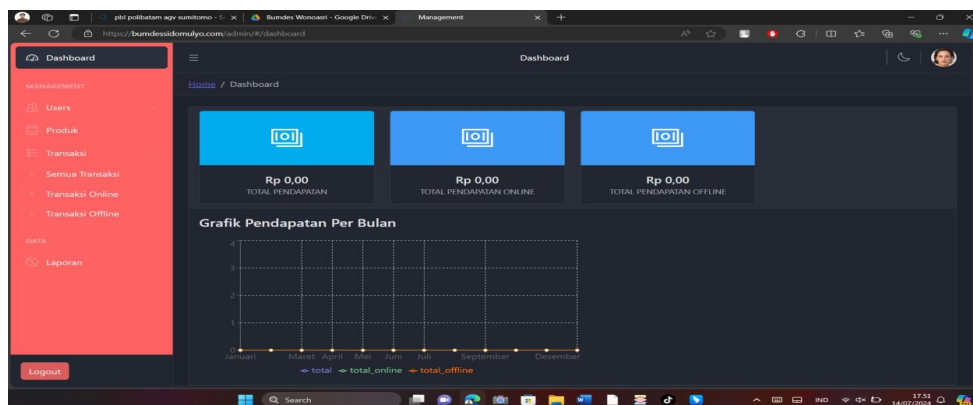 pbl polibatam agv sumitomo - S
Bumdes Wonoasri - Google Driv
Management
https://bumdessidomulyo.com/admin/#/dashboard
Dashboard
MANAGEMENT
Users
Produk
Transaksi
Semua Transaksi
Transaksi Online
Transaksi Offline
DATA
Laporan
Logout
Dashboard
Home / Dashboard
Rp 0,00
TOTAL PENDAPATAN
Rp 0,00
TOTAL PENDAPATAN ONLINE
Rp 0,00
TOTAL PENDAPATAN OFFLINE
Grafik Pendapatan Per Bulan
4
3
2
1
0
Januari Maret April Mei Juni Juli September Desember
total total_online total_offline
Search
IND
17.51
14/07/2024